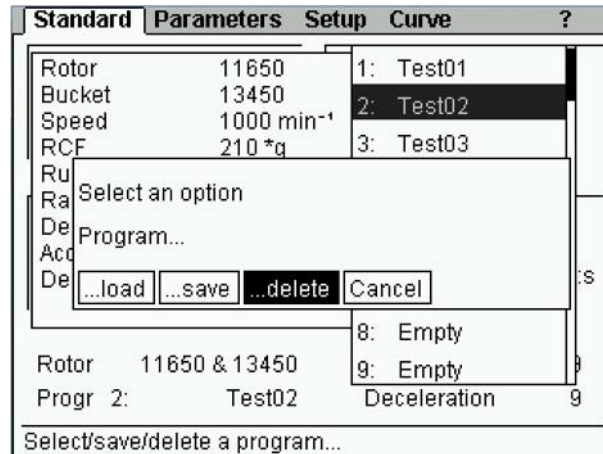 Standard Parameters Setup Curve ?
Rotor 11650
Bucket 13450
Speed 1000 min⁻¹
RCF 210 *g
Ru
Ra
De
Acc
De
1: Test01
2: Test02
3: Test03
Select an option
Program...
...load ...save ...delete Cancel
:s
8: Empty
9: Empty
Rotor 11650 & 13450 9
Progr 2: Test02 Deceleration 9
Select/save/delete a program...